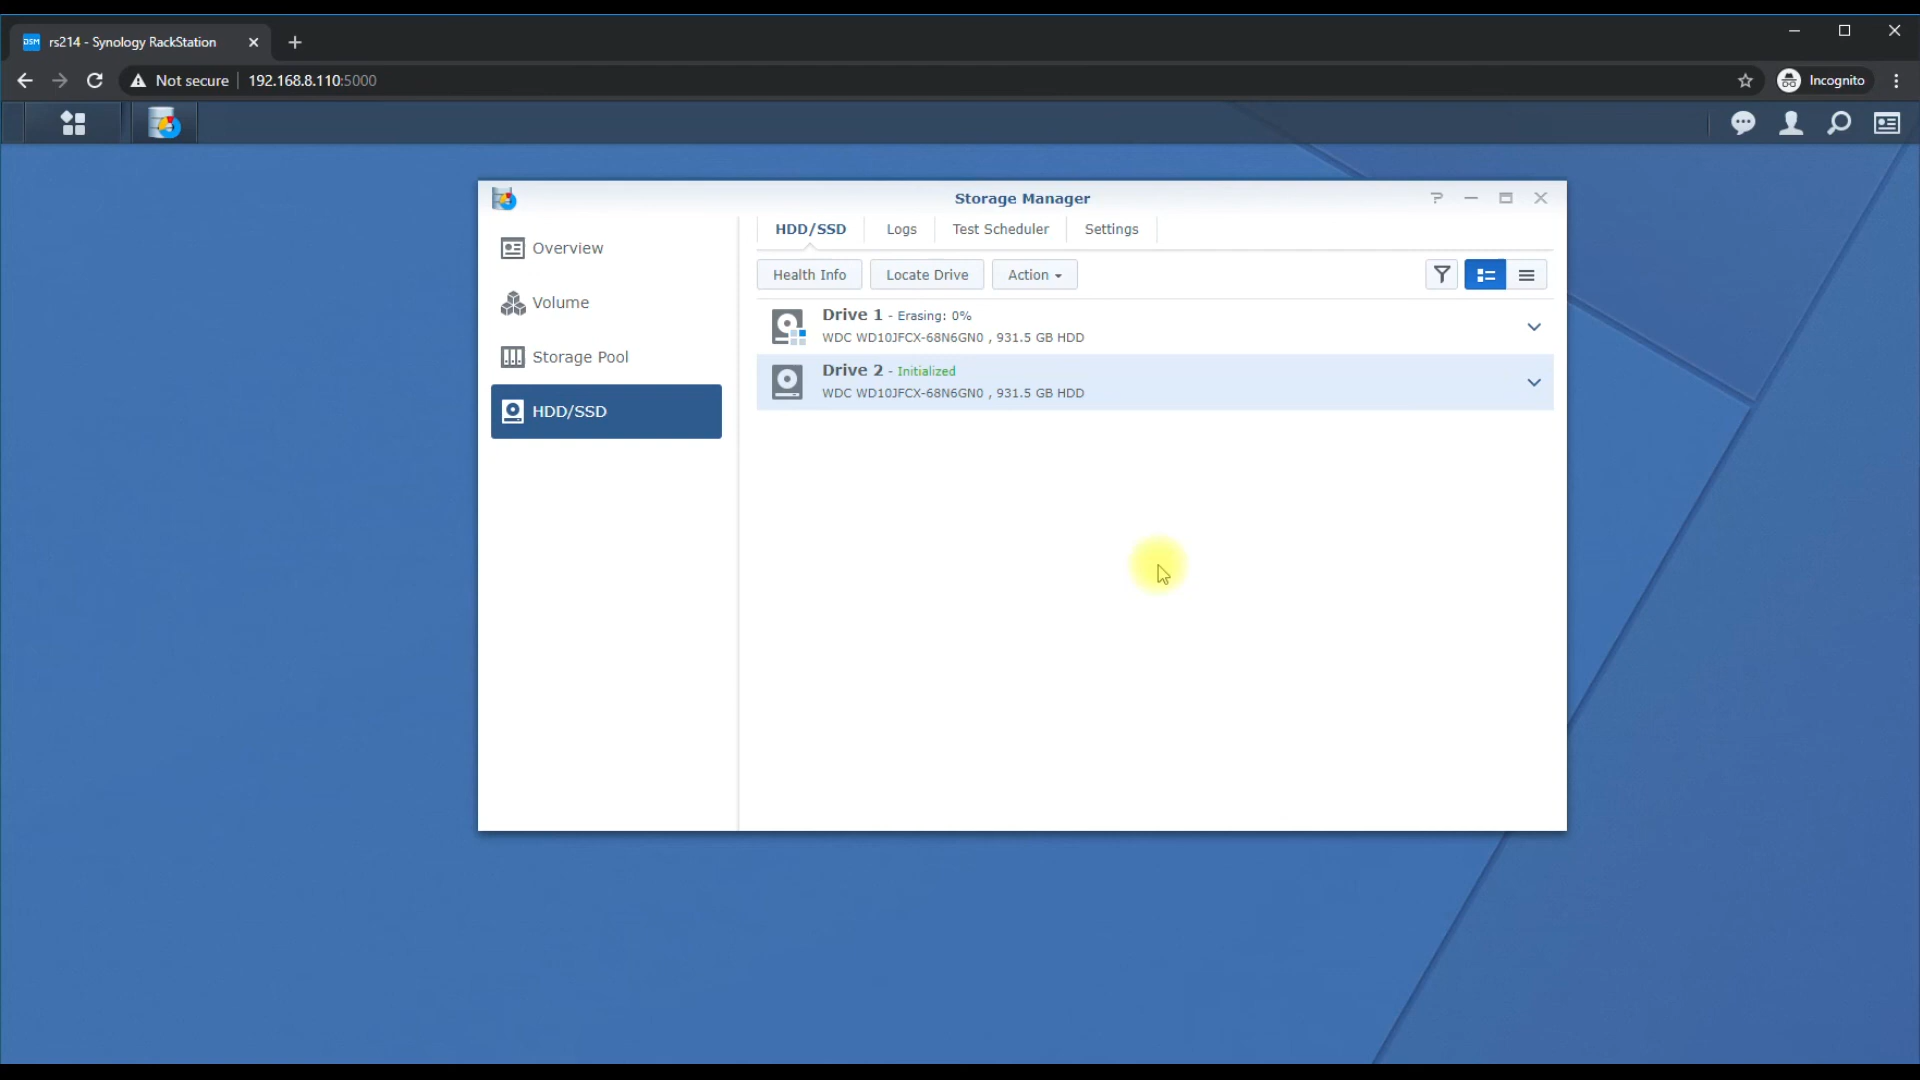 rs214 - Synology RackStation
Not secure
192.168.8.110:5000
Incognito
Storage Manager
Overview
Volume
Storage Pool
HDD/SSD
HDD/SSD
Logs
Test Scheduler
Settings
Health Info
Locate Drive
Action
Drive 1 - Erasing: 0%
WDC WD10JFCX-68N6GN0 , 931.5 GB HDD
Drive 2 - Initialized
WDC WD10JFCX-68N6GN0 , 931.5 GB HDD